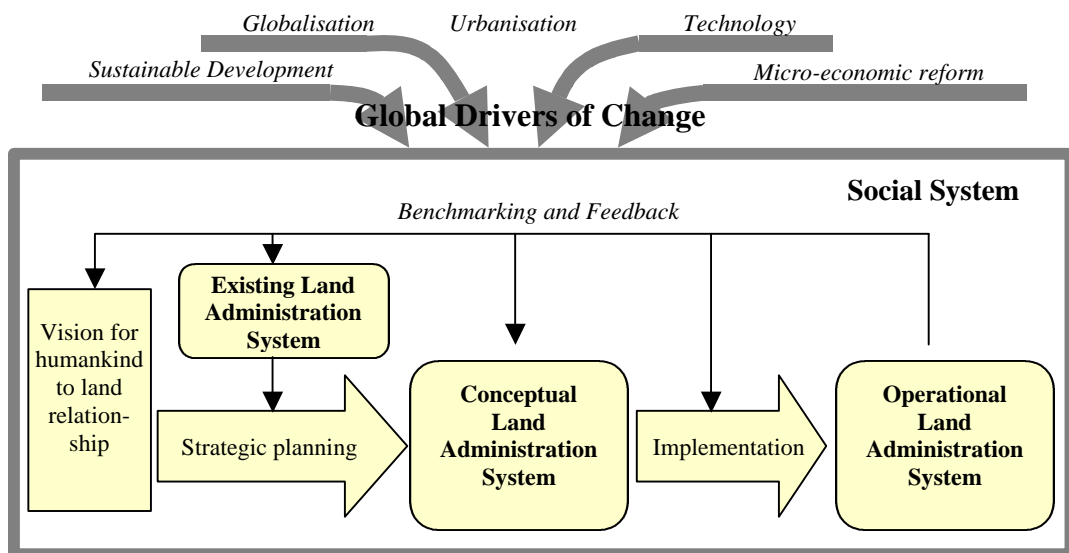 Globalisation
Urbanisation
Technology
Sustainable Development
Micro-economic reform
Global Drivers of Change
Social System
Benchmarking and Feedback
Vision for
humankind
to land
relation-
ship
Existing Land
Administration
System
Strategic planning
Conceptual
Land
Administration
System
Implementation
Operational
Land
Administration
System